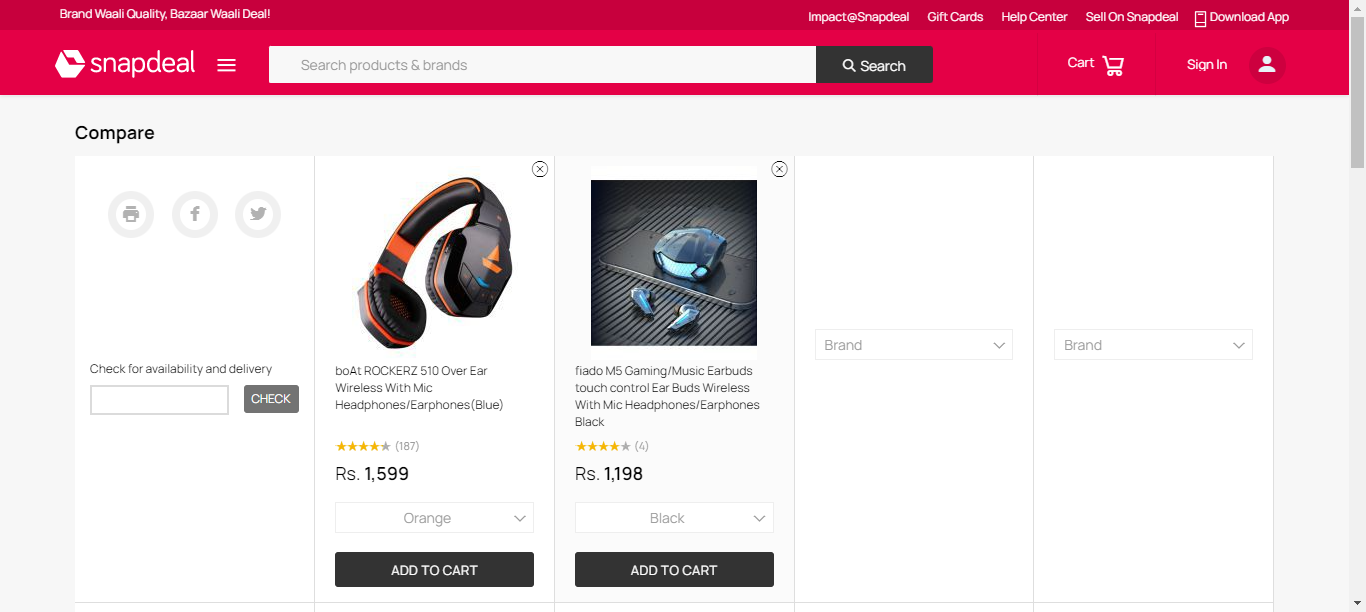 Brand Waali Quality, Bazaar Waali Deal!
Impact@Snapdeal Gift Cards Help Center Sell On Snapdeal Download App
snapdeal
Search products & brands
Search
Cart
Sign In
Compare
Check for availability and delivery
CHECK
boAt ROCKERZ 510 Over Ear
Wireless With Mic
Headphones/Earphones(Blue)
(187)
Rs. 1,599
Orange
ADD TO CART
fiado M5 Gaming/Music Earbuds
touch control Ear Buds Wireless
With Mic Headphones/Earphones
Black
(4)
Rs. 1,198
Black
ADD TO CART
Brand
Brand